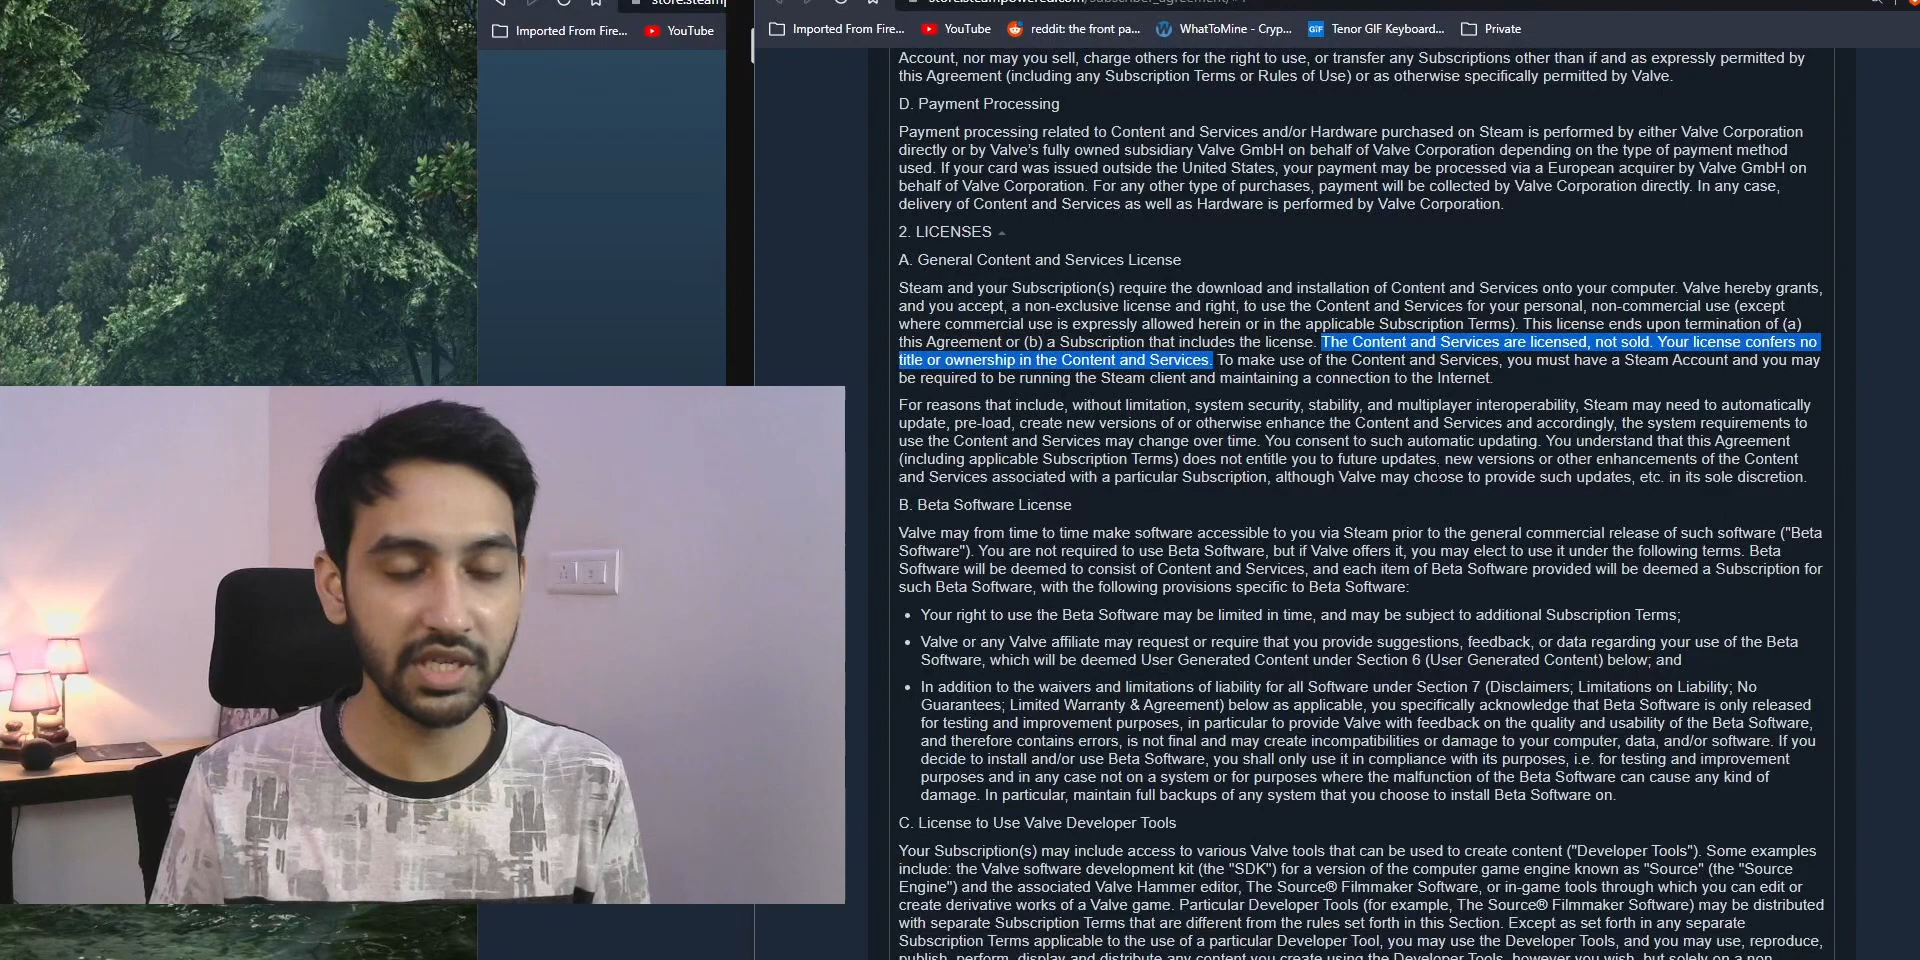 store.steamp
Imported From Fire...
YouTube
store.steampowered.com/subscriber_agreement/
Imported From Fire...
YouTube
reddit: the front pa...
WhatToMine - Cryp...
GIF
Tenor GIF Keyboard...
Private
Account, nor may you sell, charge others for the right to use, or transfer any Subscriptions other than if and as expressly permitted by
this Agreement (including any Subscription Terms or Rules of Use) or as otherwise specifically permitted by Valve.
D. Payment Processing
Payment processing related to Content and Services and/or Hardware purchased on Steam is performed by either Valve Corporation
directly or by Valve's fully owned subsidiary Valve GmbH on behalf of Valve Corporation depending on the type of payment method
used. If your card was issued outside the United States, your payment may be processed via a European acquirer by Valve GmbH on
behalf of Valve Corporation. For any other type of purchases, payment will be collected by Valve Corporation directly. In any case,
delivery of Content and Services as well as Hardware is performed by Valve Corporation.
2. LICENSES
A. General Content and Services License
Steam and your Subscription(s) require the download and installation of Content and Services onto your computer. Valve hereby grants,
and you accept, a non-exclusive license and right, to use the Content and Services for your personal, non-commercial use (except
where commercial use is expressly allowed herein or in the applicable Subscription Terms). This license ends upon termination of (a)
this Agreement or (b) a Subscription that includes the license. The Content and Services are licensed, not sold. Your license confers no
title or ownership in the Content and Services. To make use of the Content and Services, you must have a Steam Account and you may
be required to be running the Steam client and maintaining a connection to the Internet.
For reasons that include, without limitation, system security, stability, and multiplayer interoperability, Steam may need to automatically
update, pre-load, create new versions of or otherwise enhance the Content and Services and accordingly, the system requirements to
use the Content and Services may change over time. You consent to such automatic updating. You understand that this Agreement
(including applicable Subscription Terms) does not entitle you to future updates, new versions or other enhancements of the Content
and Services associated with a particular Subscription, although Valve may choose to provide such updates, etc. in its sole discretion.
B. Beta Software License
Valve may from time to time make software accessible to you via Steam prior to the general commercial release of such software ("Beta
Software"). You are not required to use Beta Software, but if Valve offers it, you may elect to use it under the following terms. Beta
Software will be deemed to consist of Content and Services, and each item of Beta Software provided will be deemed a Subscription for
such Beta Software, with the following provisions specific to Beta Software:
• Your right to use the Beta Software may be limited in time, and may be subject to additional Subscription Terms;
• Valve or any Valve affiliate may request or require that you provide suggestions, feedback, or data regarding your use of the Beta
Software, which will be deemed User Generated Content under Section 6 (User Generated Content) below; and
• In addition to the waivers and limitations of liability for all Software under Section 7 (Disclaimers; Limitations on Liability; No
Guarantees; Limited Warranty & Agreement) below as applicable, you specifically acknowledge that Beta Software is only released
for testing and improvement purposes, in particular to provide Valve with feedback on the quality and usability of the Beta Software,
and therefore contains errors, is not final and may create incompatibilities or damage to your computer, data, and/or software. If you
decide to install and/or use Beta Software, you shall only use it in compliance with its purposes, i.e. for testing and improvement
purposes and in any case not on a system or for purposes where the malfunction of the Beta Software can cause any kind of
damage. In particular, maintain full backups of any system that you choose to install Beta Software on.
C. License to Use Valve Developer Tools
Your Subscription(s) may include access to various Valve tools that can be used to create content ("Developer Tools"). Some examples
include: the Valve software development kit (the "SDK") for a version of the computer game engine known as "Source" (the "Source
Engine") and the associated Valve Hammer editor, The Source® Filmmaker Software, or in-game tools through which you can edit or
create derivative works of a Valve game. Particular Developer Tools (for example, The Source® Filmmaker Software) may be distributed
with separate Subscription Terms that are different from the rules set forth in this Section. Except as set forth in any separate
Subscription Terms applicable to the use of a particular Developer Tool, you may use the Developer Tools, and you may use, reproduce,
publish, perform, display and distribute any content you create using the Developer Tools, however you wish, but solely on a non